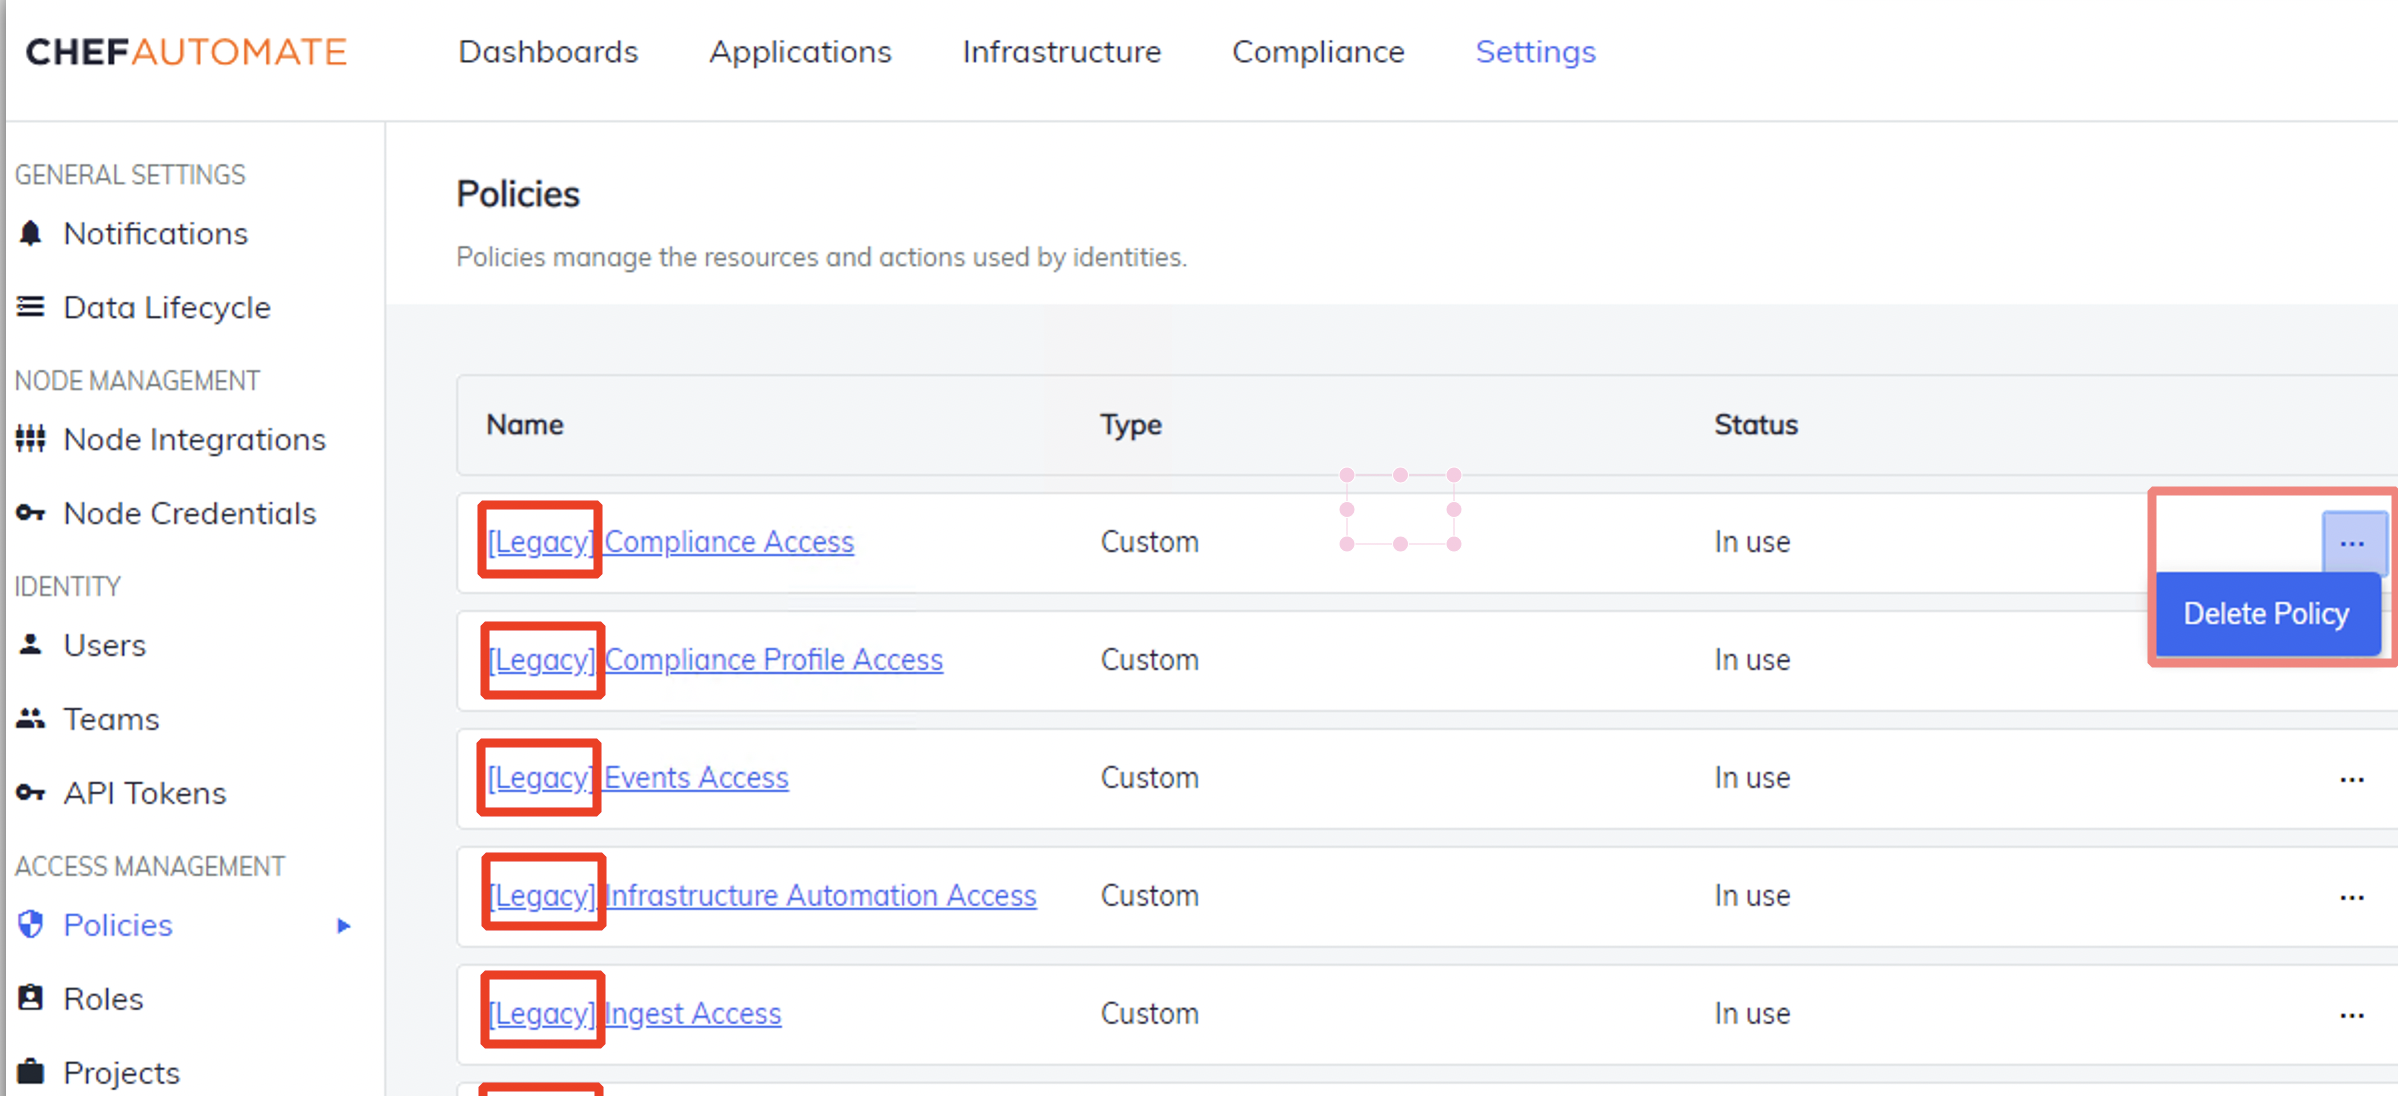 CHEFAUTOMATE
Dashboards Applications Infrastructure Compliance Settings
GENERAL SETTINGS
Notifications
Data Lifecycle
NODE MANAGEMENT
Node Integrations
Node Credentials
IDENTITY
Users
Teams
API Tokens
ACCESS MANAGEMENT
Policies
Roles
Projects
Policies
Policies manage the resources and actions used by identities.
Name Type Status
[Legacy] Compliance Access Custom In use ...
Delete Policy
[Legacy] Compliance Profile Access Custom In use
[Legacy] Events Access Custom In use ...
[Legacy] Infrastructure Automation Access Custom In use ...
[Legacy] Ingest Access Custom In use ...